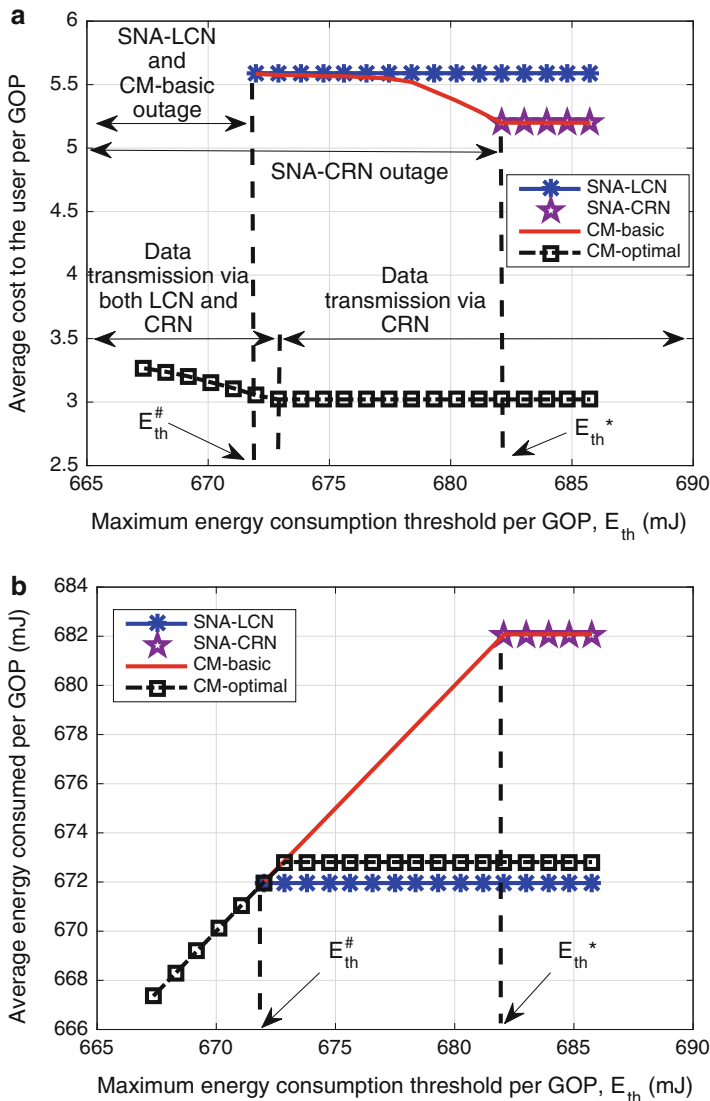 a
6
5.5
5
4.5
4
3.5
3
2.5
665
670
675
680
685
690
Average cost to the user per GOP
Maximum energy consumption threshold per GOP, E_th (mJ)
SNA-LCN
and
CM-basic
outage
SNA-CRN outage
SNA-LCN
SNA-CRN
CM-basic
CM-optimal
Data
transmission via
both LCN and
CRN
Data
transmission via
CRN
E_th^#
E_th*
b
684
682
680
678
676
674
672
670
668
666
665
670
675
680
685
690
Average energy consumed per GOP (mJ)
Maximum energy consumption threshold per GOP, E_th (mJ)
SNA-LCN
SNA-CRN
CM-basic
CM-optimal
E_th^#
E_th*